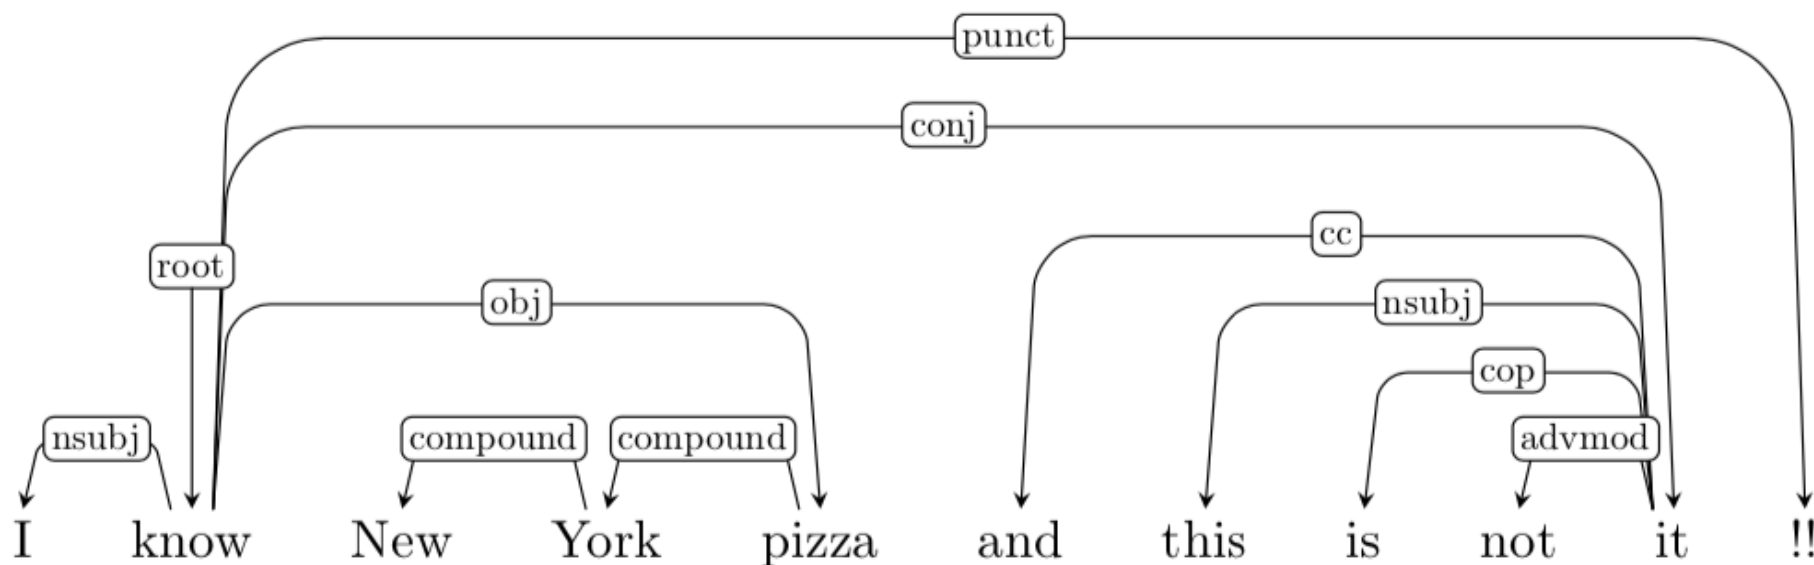 punct
conj
cc
root
obj nsubj
cop
nsubj compound compound advmod
I know New York pizza and this is not it !!